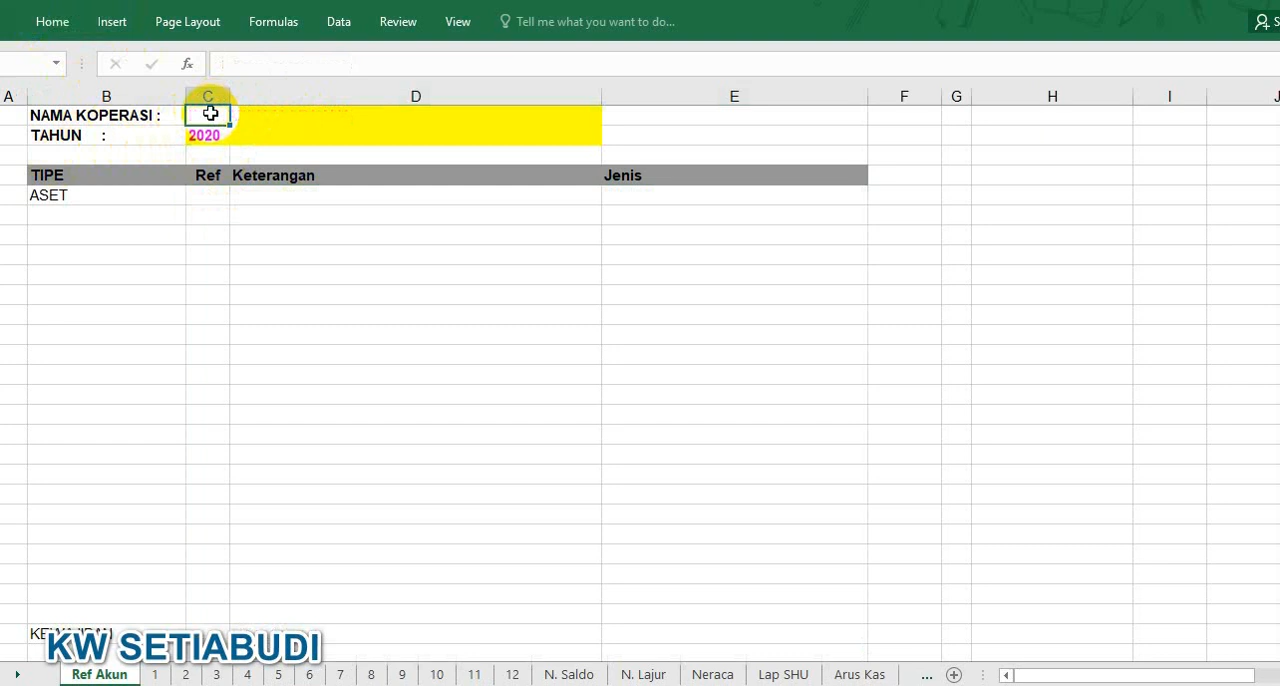 Home Insert Page Layout Formulas Data Review View Tell me what you want to do... S
fx
A B C D E F G H I J
NAMA KOPERASI :
TAHUN : 2020
TIPE Ref Keterangan Jenis
ASET
KW SETIABUDI
Ref Akun 1 2 3 4 5 6 7 8 9 10 11 12 N. Saldo N. Lajur Neraca Lap SHU Arus Kas ...